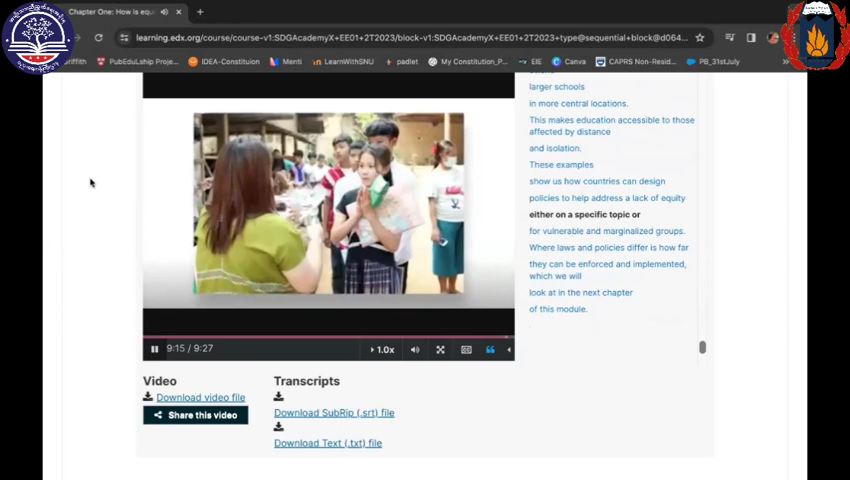 Chapter One: How is equ
learning.edx.org/course/course-v1:SDGAcademyX+EE01+2T2023/block-v1:SDGAcademyX+EE01+2T2023+type@sequential+block@d064...
riffith
PubEduLship Proje...
IDEA-Constituion
Menti
LearnWithSNU
padlet
My Constitution_P...
EIE
Canva
CAPRS Non-Resid...
PB_31stJuly
larger schools
in more central locations.
This makes education accessible to those
affected by distance
and isolation.
These examples
show us how countries can design
policies to help address a lack of equity
either on a specific topic or
for vulnerable and marginalized groups.
Where laws and policies differ is how far
they can be enforced and implemented,
which we will
look at in the next chapter
of this module.
9:15 / 9:27
1.0x
Video
Download video file
Share this video
Transcripts
Download SubRip (.srt) file
Download Text (.txt) file